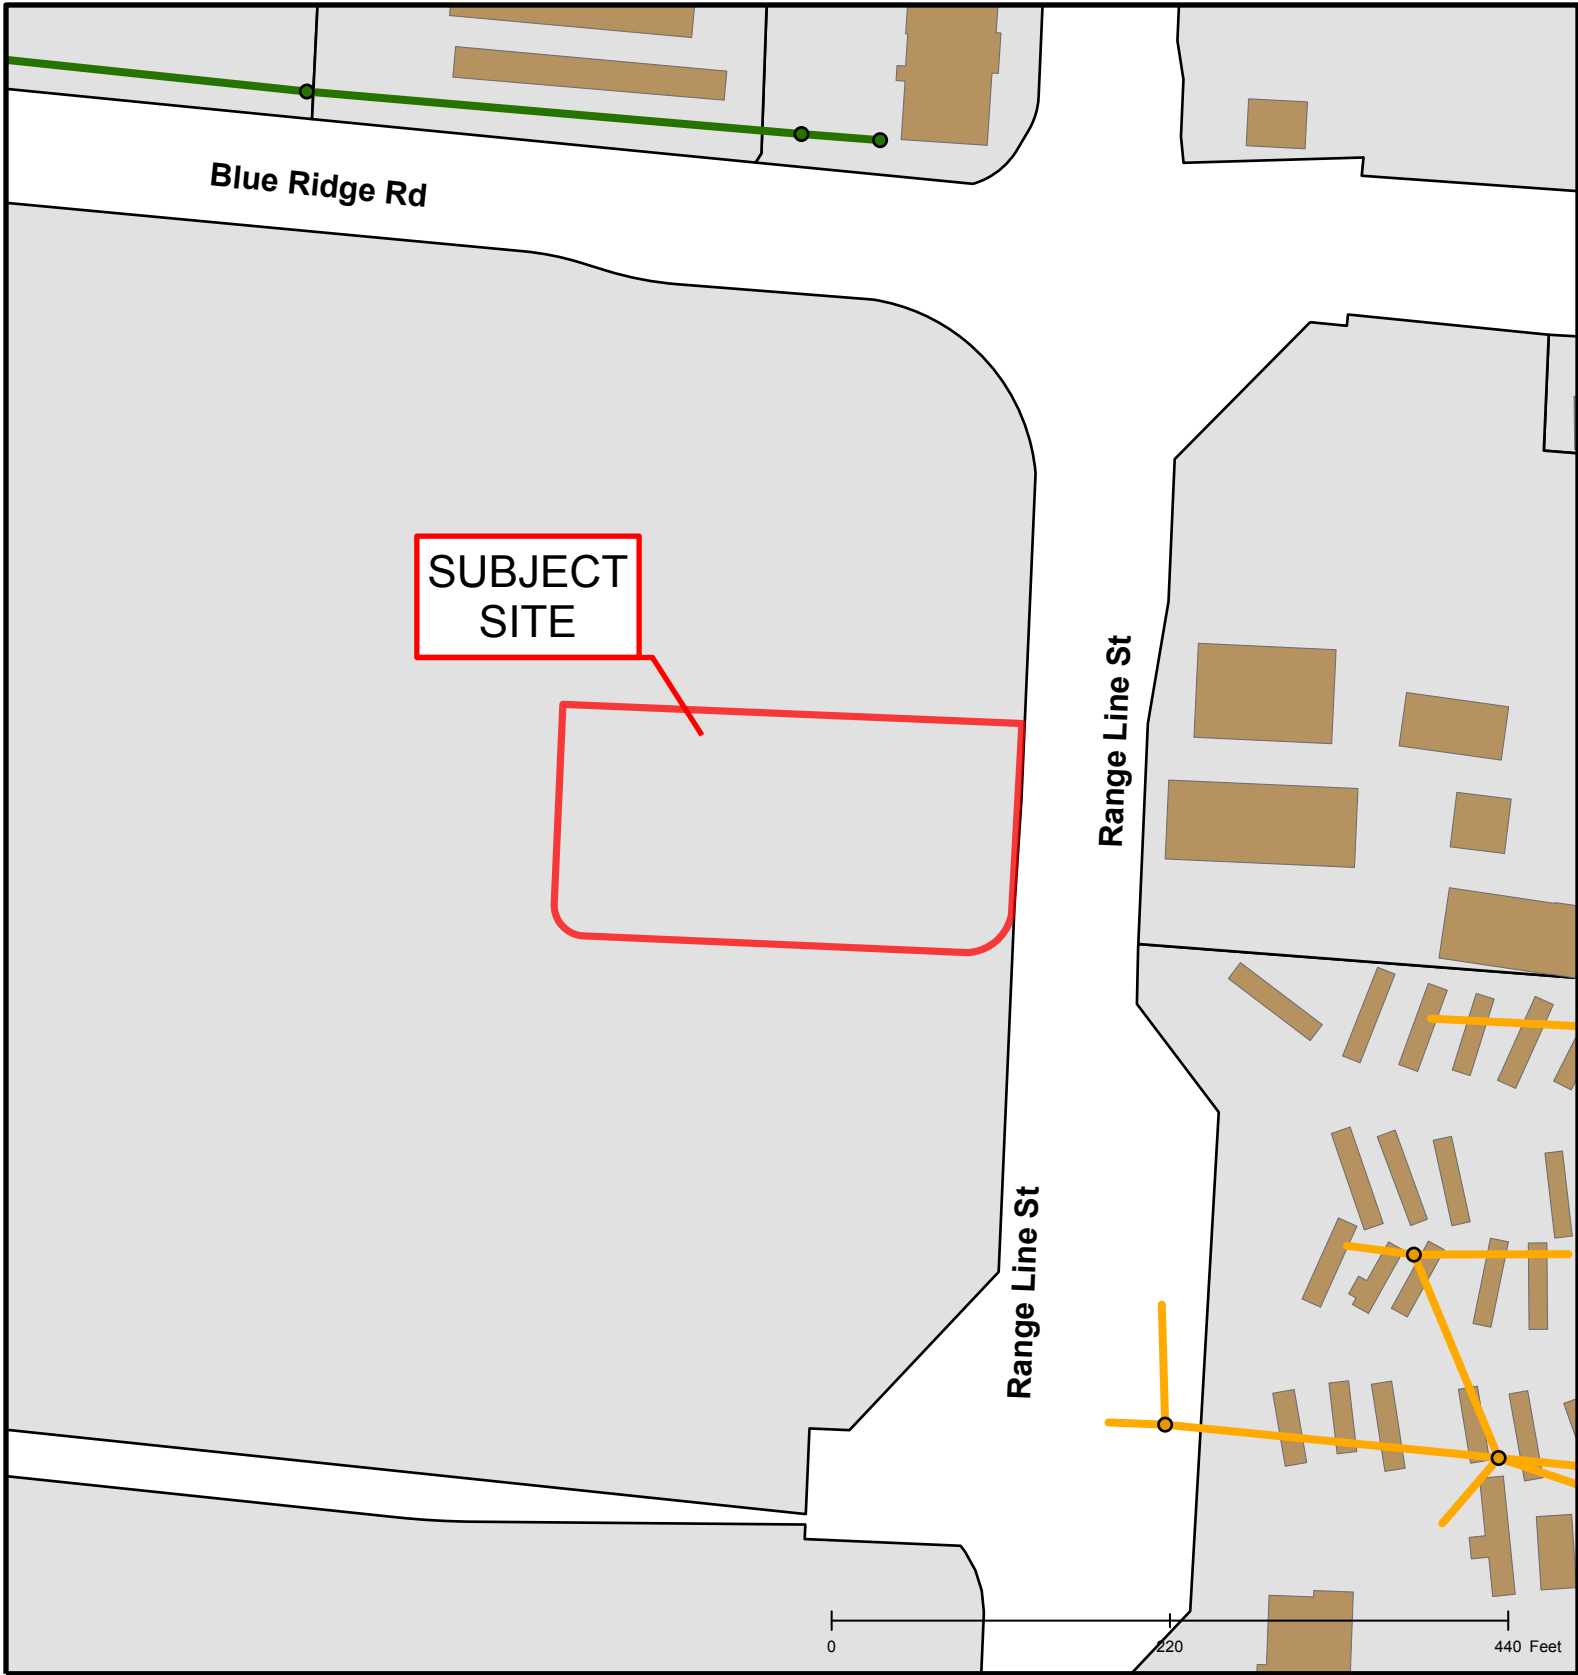 Blue Ridge Rd
SUBJECT
SITE
Range Line St
Range Line St
0 220 440 Feet